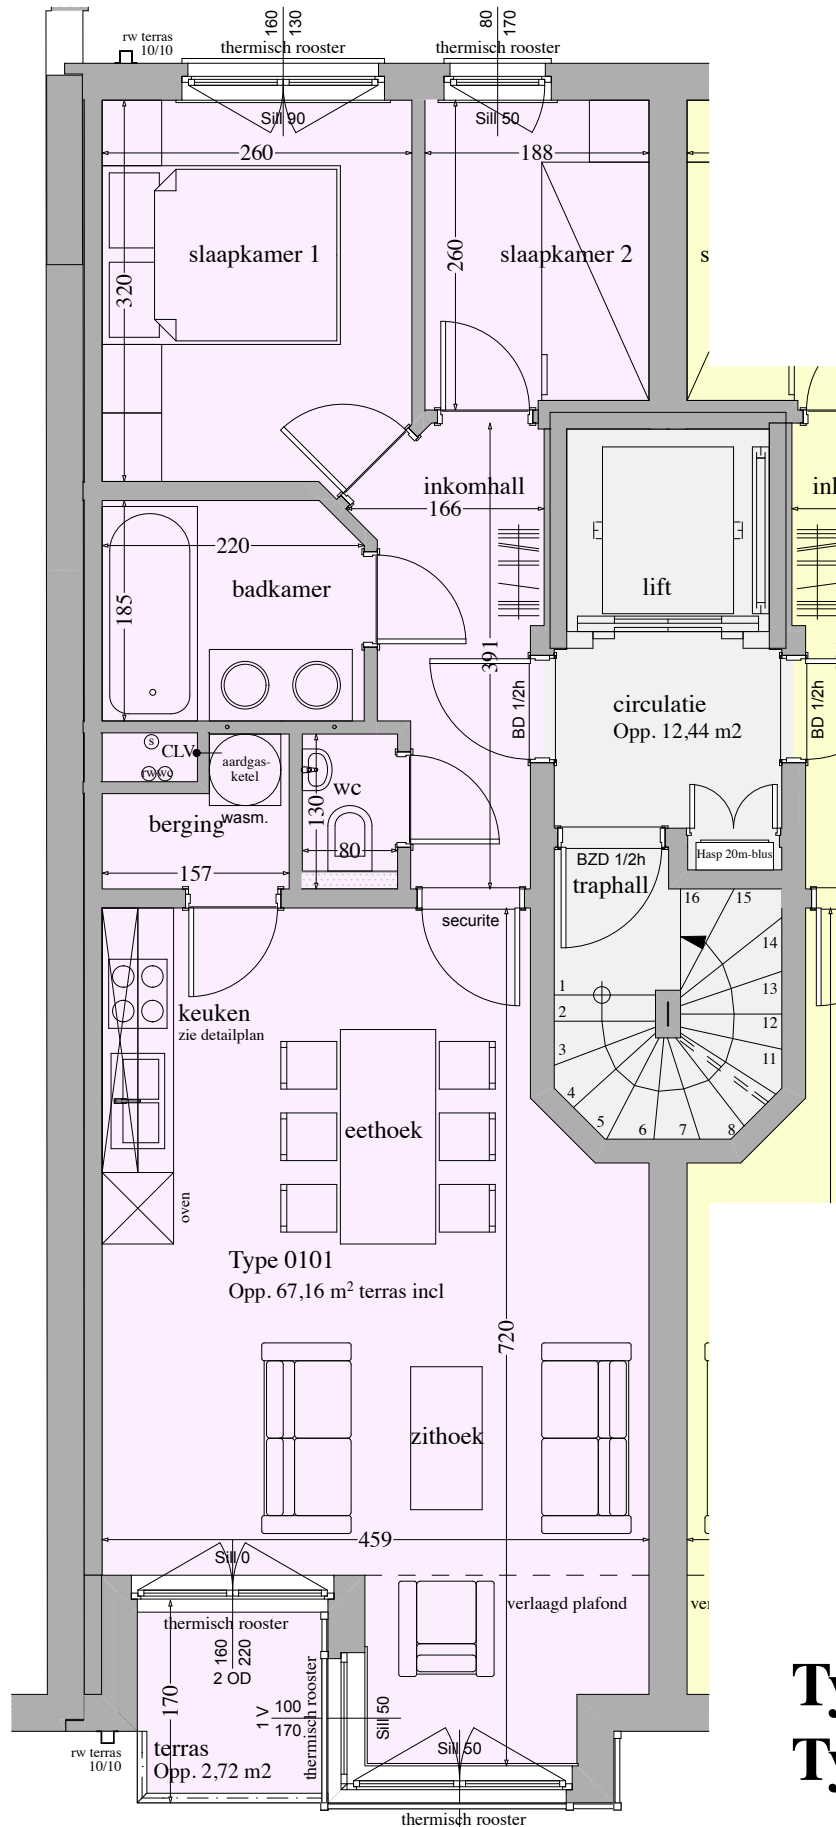 rw terras
10/10
160
130
80
170
thermisch rooster
thermisch rooster
Sill 90
Sill 50
260
188
slaapkamer 1
slaapkamer 2
s
320
260
inkomhall
166
inl
220
badkamer
185
lift
391
BD 1/2h
circulatie
Opp. 12,44 m2
BD 1/2h
S
CLV
rw
wc
aardgas-
ketel
wasm.
berging
wc
130
80
157
BZD 1/2h
traphall
Hasp 20m-blus
securite
16
15
14
13
12
11
1
2
3
4
5
6
7
8
keuken
zie detailplan
eethoek
oven
Type 0101
Opp. 67,16 m² terras incl
720
zithoek
459
Sill 0
verlaagd plafond
ve
thermisch rooster
160
220
2 OD
170
thermisch rooster
1 V
100
170
Sill 50
Sill 50
terras
Opp. 2,72 m2
rw terras
10/10
thermisch rooster
Ty
Ty